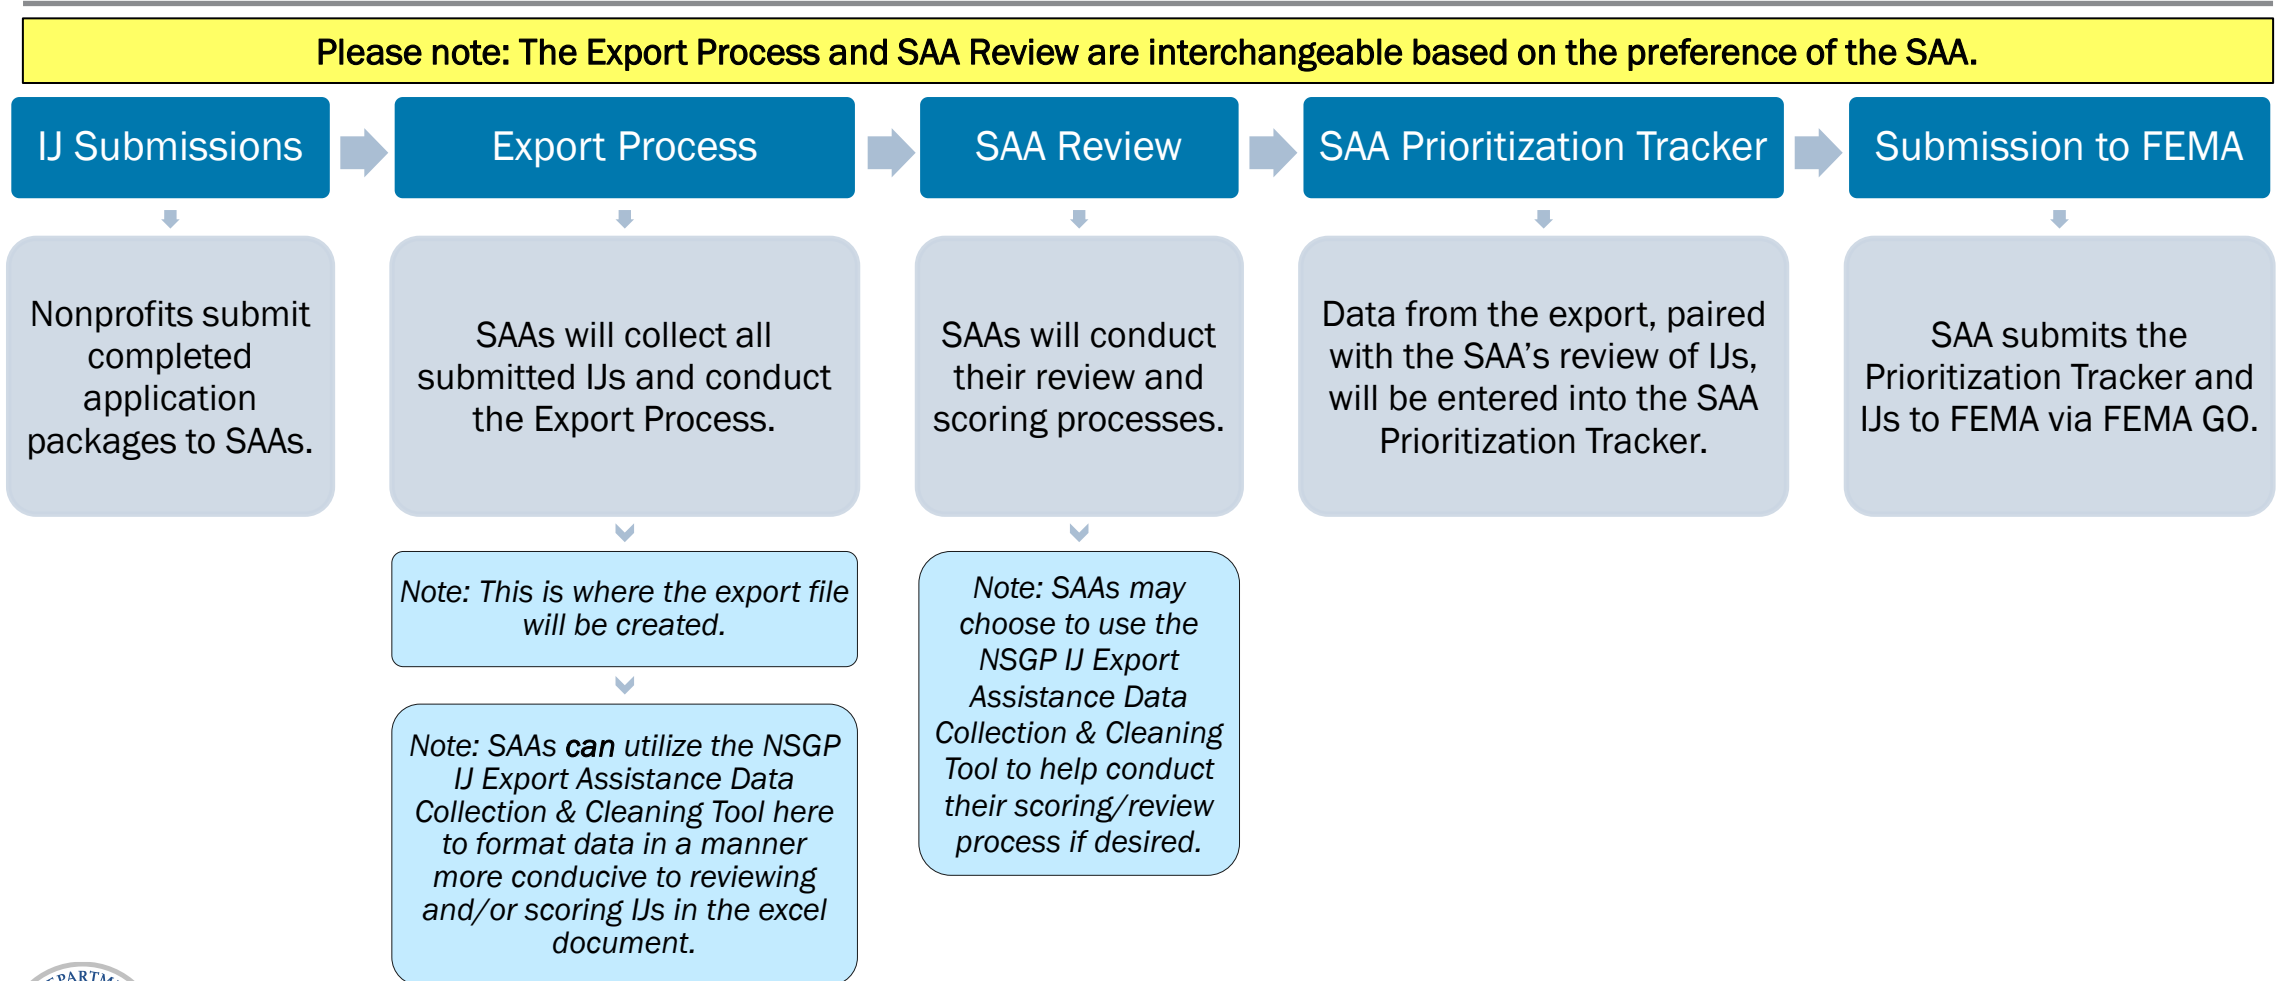 Please note: The Export Process and SAA Review are interchangeable based on the preference of the SAA.
IJ Submissions
Export Process
SAA Review
SAA Prioritization Tracker
Submission to FEMA
Nonprofits submit
completed
application
packages to SAAs.
SAAs will collect all
submitted IJs and conduct
the Export Process.
SAAs will conduct
their review and
scoring processes.
Data from the export, paired
with the SAA’s review of IJs,
will be entered into the SAA
Prioritization Tracker.
SAA submits the
Prioritization Tracker and
IJs to FEMA via FEMA GO.
Note: This is where the export file
will be created.
Note: SAAs can utilize the NSGP
IJ Export Assistance Data
Collection & Cleaning Tool here
to format data in a manner
more conducive to reviewing
and/or scoring IJs in the excel
document.
Note: SAAs may
choose to use the
NSGP IJ Export
Assistance Data
Collection & Cleaning
Tool to help conduct
their scoring/review
process if desired.